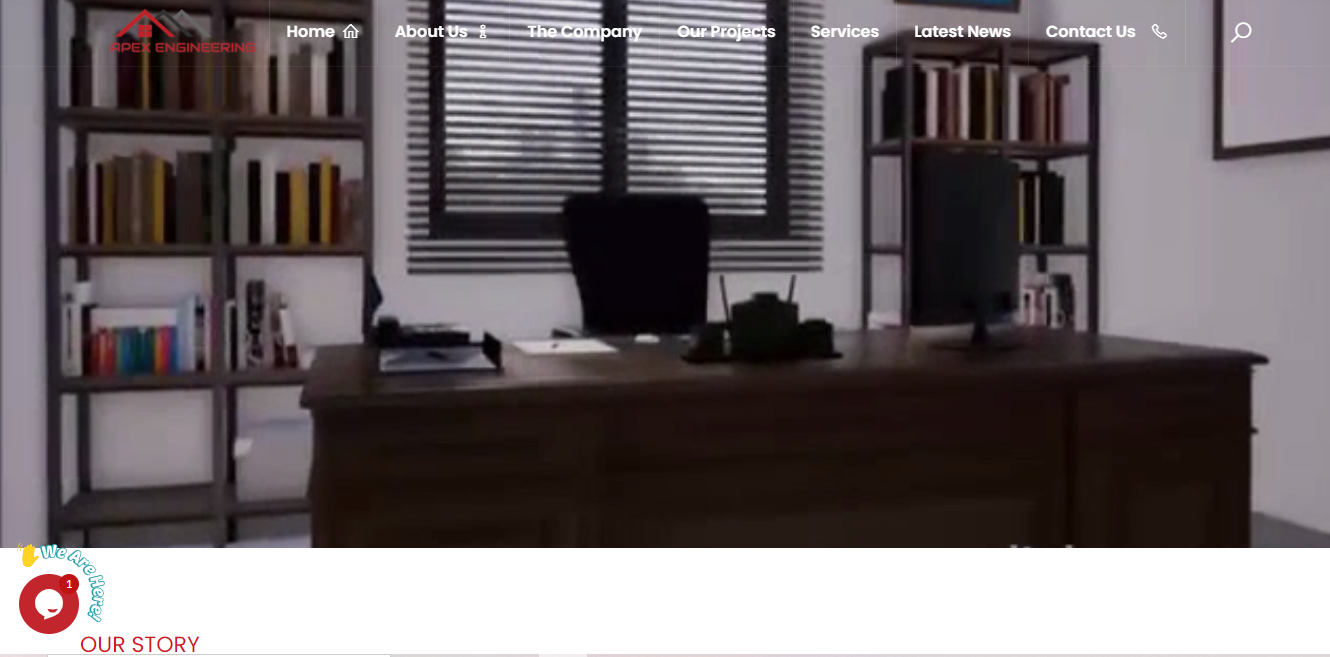 APEX ENGINEERING
Home
About Us
The Company
Our Projects
Services
Latest News
Contact Us
We Are Here!
1
OUR STORY